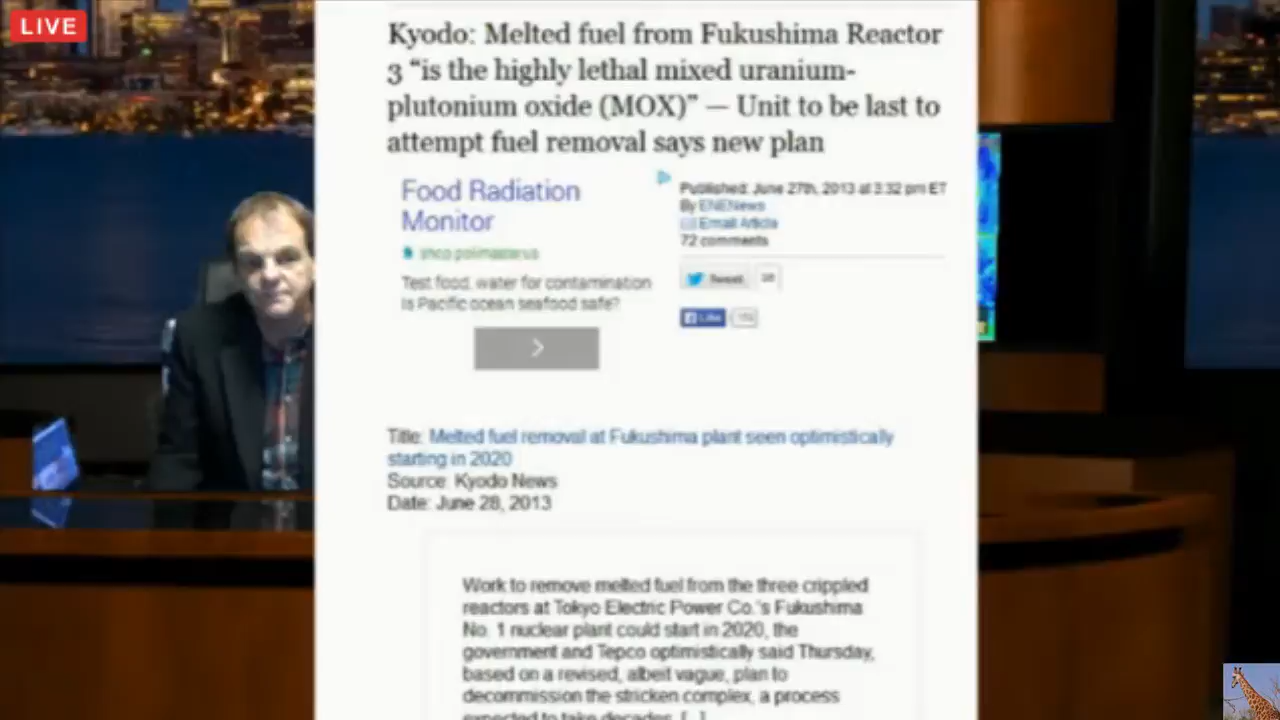 LIVE
Kyodo: Melted fuel from Fukushima Reactor
3 “is the highly lethal mixed uranium-
plutonium oxide (MOX)” — Unit to be last to
attempt fuel removal says new plan
Food Radiation
Monitor
Test food, water for contamination
Is Pacific ocean seafood safe?
Published: June 27th, 2013 at 3:32 pm ET
By ENENews
Email Article
72 comments
Tweet
Like
Title: Melted fuel removal at Fukushima plant seen optimistically
starting in 2020
Source: Kyodo News
Date: June 28, 2013
Work to remove melted fuel from the three crippled
reactors at Tokyo Electric Power Co.’s Fukushima
No. 1 nuclear plant could start in 2020, the
government and Tepco optimistically said Thursday,
based on a revised, albeit vague, plan to
decommission the stricken complex, a process
expected to take decades. [...]